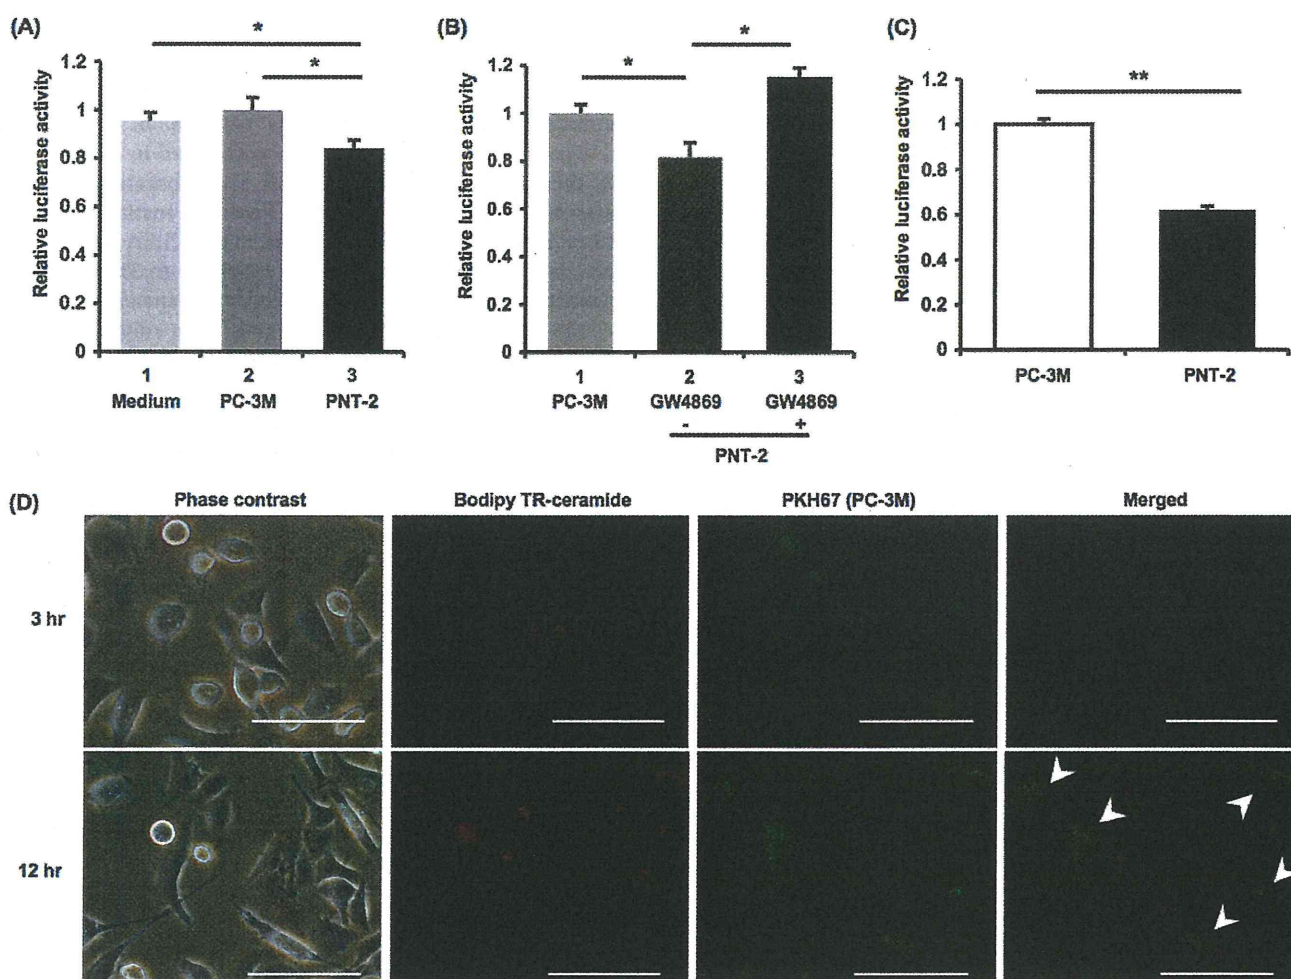 (A)
*
*
1.2
1
0.8
0.6
0.4
0.2
0
Relative luciferase activity
1 2 3
Medium PC-3M PNT-2
(B)
*
*
1.2
1
0.8
0.6
0.4
0.2
0
Relative luciferase activity
1 2 3
PC-3M GW4869 GW4869
- +
PNT-2
(C)
**
1.2
1
0.8
0.6
0.4
0.2
0
Relative luciferase activity
PC-3M PNT-2
(D)
Phase contrast Bodipy TR-ceramide PKH67 (PC-3M) Merged
3 hr
12 hr